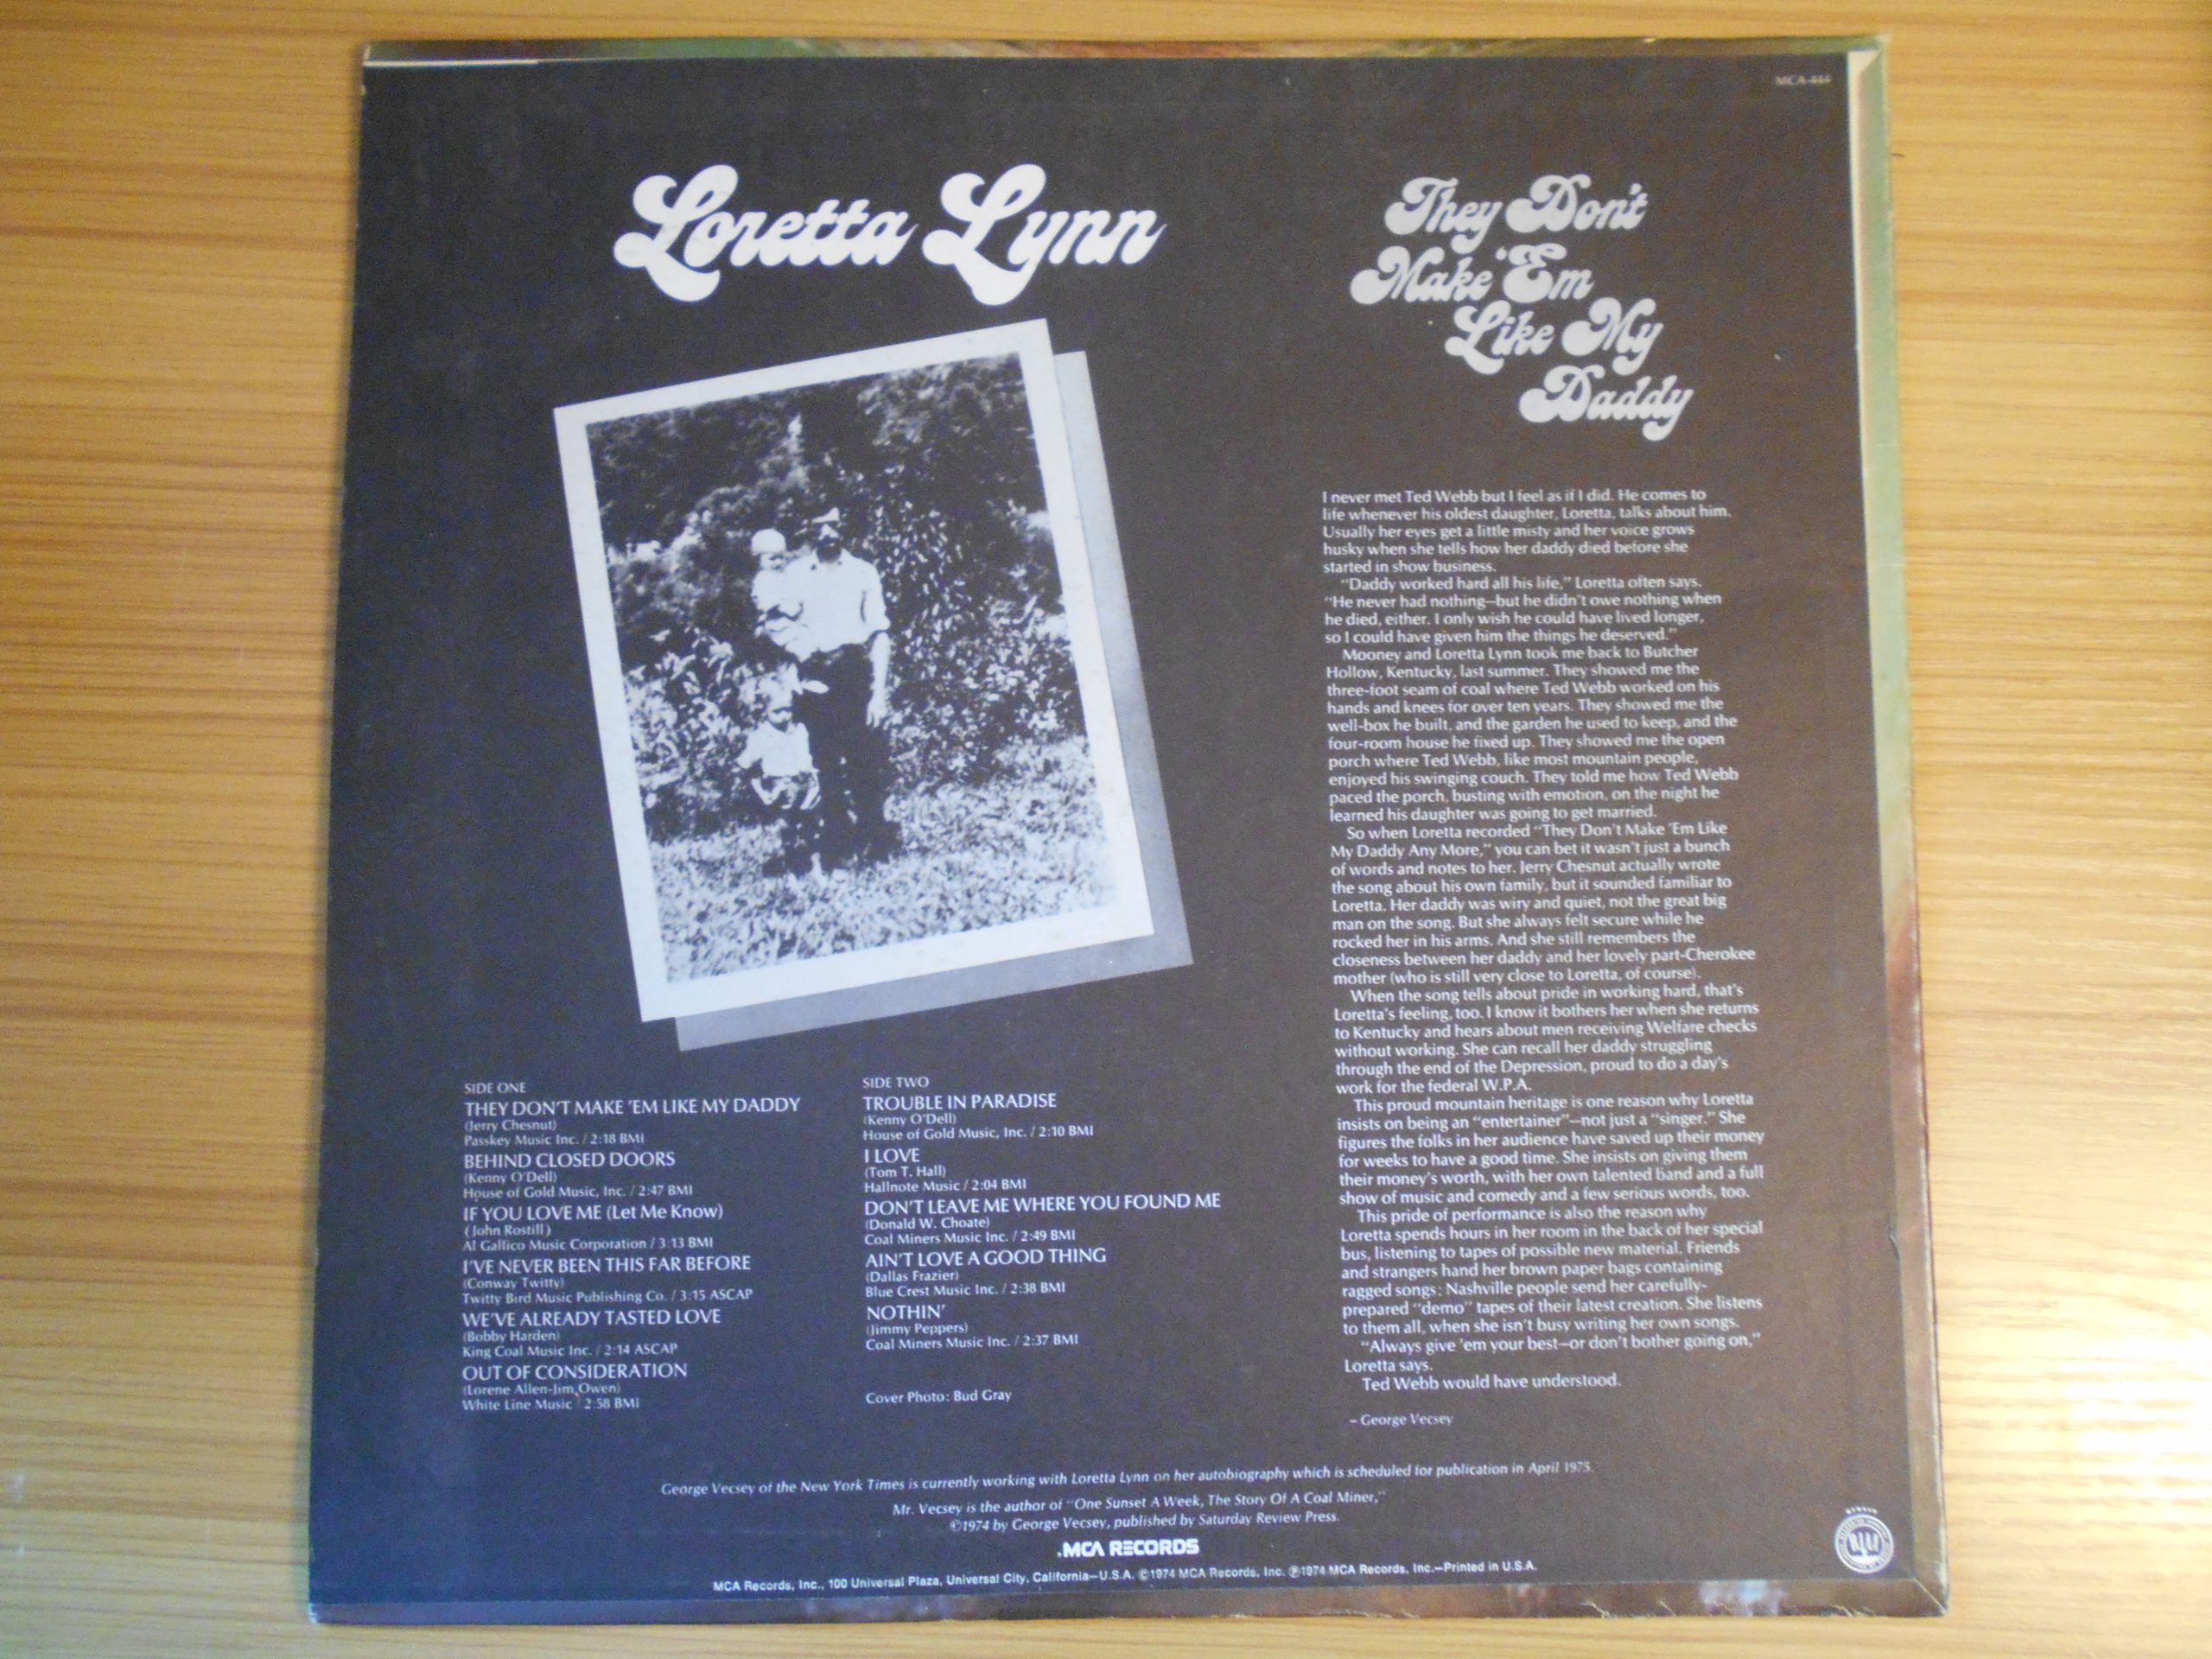 MCA-444
Loretta Lynn
They Don't
Make 'Em
Like My
Daddy
I never met Ted Webb but I feel as if I did. He comes to
life whenever his oldest daughter, Loretta, talks about him.
Usually her eyes get a little misty and her voice grows
husky when she tells how her daddy died before she
started in show business.
"Daddy worked hard all his life," Loretta often says.
"He never had nothing—but he didn't owe nothing when
he died, either. I only wish he could have lived longer,
so I could have given him the things he deserved."
Mooney and Loretta Lynn took me back to Butcher
Hollow, Kentucky, last summer. They showed me the
three-foot seam of coal where Ted Webb worked on his
hands and knees for over ten years. They showed me the
well-box he built, and the garden he used to keep, and the
four-room house he fixed up. They showed me the open
porch where Ted Webb, like most mountain people,
enjoyed his swinging couch. They told me how Ted Webb
paced the porch, busting with emotion, on the night he
learned his daughter was going to get married.
So when Loretta recorded "They Don't Make 'Em Like
My Daddy Any More," you can bet it wasn't just a bunch
of words and notes to her. Jerry Chesnut actually wrote
the song about his own family, but it sounded familiar to
Loretta. Her daddy was wiry and quiet, not the great big
man on the song. But she always felt secure while he
rocked her in his arms. And she still remembers the
closeness between her daddy and her lovely part-Cherokee
mother (who is still very close to Loretta, of course).
When the song tells about pride in working hard, that's
Loretta's feeling, too. I know it bothers her when she returns
to Kentucky and hears about men receiving Welfare checks
without working. She can recall her daddy struggling
through the end of the Depression, proud to do a day's
work for the federal W.P.A.
This proud mountain heritage is one reason why Loretta
insists on being an "entertainer"—not just a "singer." She
figures the folks in her audience have saved up their money
for weeks to have a good time. She insists on giving them
their money's worth, with her own talented band and a full
show of music and comedy and a few serious words, too.
This pride of performance is also the reason why
Loretta spends hours in her room in the back of her special
bus, listening to tapes of possible new material. Friends
and strangers hand her brown paper bags containing
ragged songs; Nashville people send her carefully-
prepared "demo" tapes of their latest creation. She listens
to them all, when she isn't busy writing her own songs.
"Always give 'em your best—or don't bother going on,"
Loretta says.
Ted Webb would have understood.
– George Vecsey
SIDE ONE
THEY DON'T MAKE 'EM LIKE MY DADDY
(Jerry Chesnut)
Passkey Music Inc. / 2:18 BMI
BEHIND CLOSED DOORS
(Kenny O'Dell)
House of Gold Music, Inc. / 2:47 BMI
IF YOU LOVE ME (Let Me Know)
(John Rostill)
Al Gallico Music Corporation / 3:13 BMI
I'VE NEVER BEEN THIS FAR BEFORE
(Conway Twitty)
Twitty Bird Music Publishing Co. / 3:15 ASCAP
WE'VE ALREADY TASTED LOVE
(Bobby Harden)
King Coal Music Inc. / 2:14 ASCAP
OUT OF CONSIDERATION
(Lorene Allen-Jim Owen)
White Line Music / 2:58 BMI
SIDE TWO
TROUBLE IN PARADISE
(Kenny O'Dell)
House of Gold Music, Inc. / 2:10 BMI
I LOVE
(Tom T. Hall)
Hallnote Music / 2:04 BMI
DON'T LEAVE ME WHERE YOU FOUND ME
(Donald W. Choate)
Coal Miners Music Inc. / 2:49 BMI
AIN'T LOVE A GOOD THING
(Dallas Frazier)
Blue Crest Music Inc. / 2:38 BMI
NOTHIN'
(Jimmy Peppers)
Coal Miners Music Inc. / 2:37 BMI
Cover Photo: Bud Gray
George Vecsey of the New York Times is currently working with Loretta Lynn on her autobiography which is scheduled for publication in April 1975.
Mr. Vecsey is the author of "One Sunset A Week, The Story Of A Coal Miner,"
©1974 by George Vecsey, published by Saturday Review Press.
MCA RECORDS
MCA Records, Inc., 100 Universal Plaza, Universal City, California—U.S.A. ©1974 MCA Records, Inc. ℗1974 MCA Records, Inc.—Printed in U.S.A.